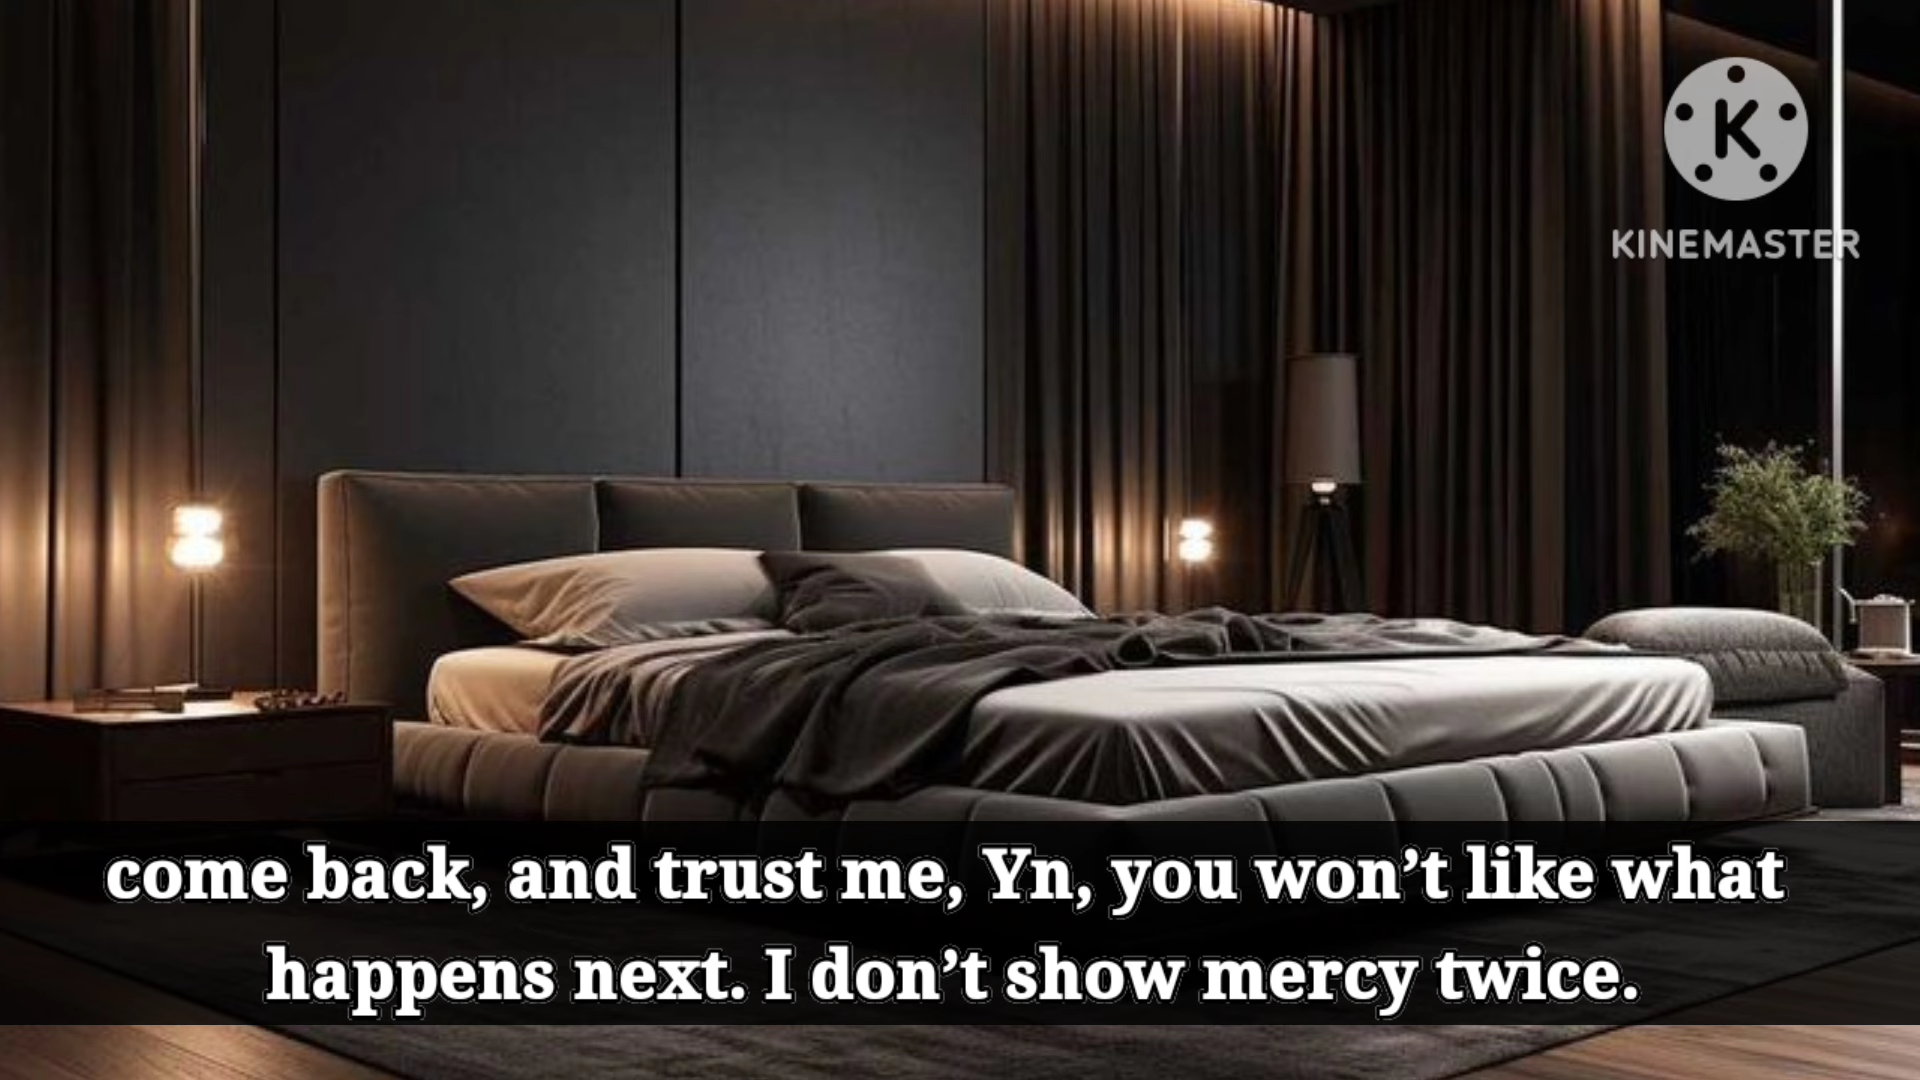 K
KINEMASTER
come back, and trust me, Yn, you won’t like what
happens next. I don’t show mercy twice.